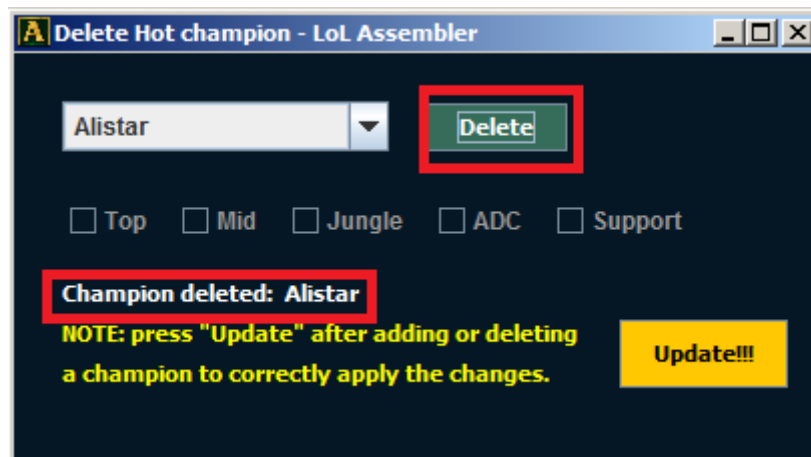 A Delete Hot champion - LoL Assembler
Alistar
Delete
Top Mid Jungle ADC Support
Champion deleted: Alistar
NOTE: press "Update" after adding or deleting
a champion to correctly apply the changes.
Update!!!